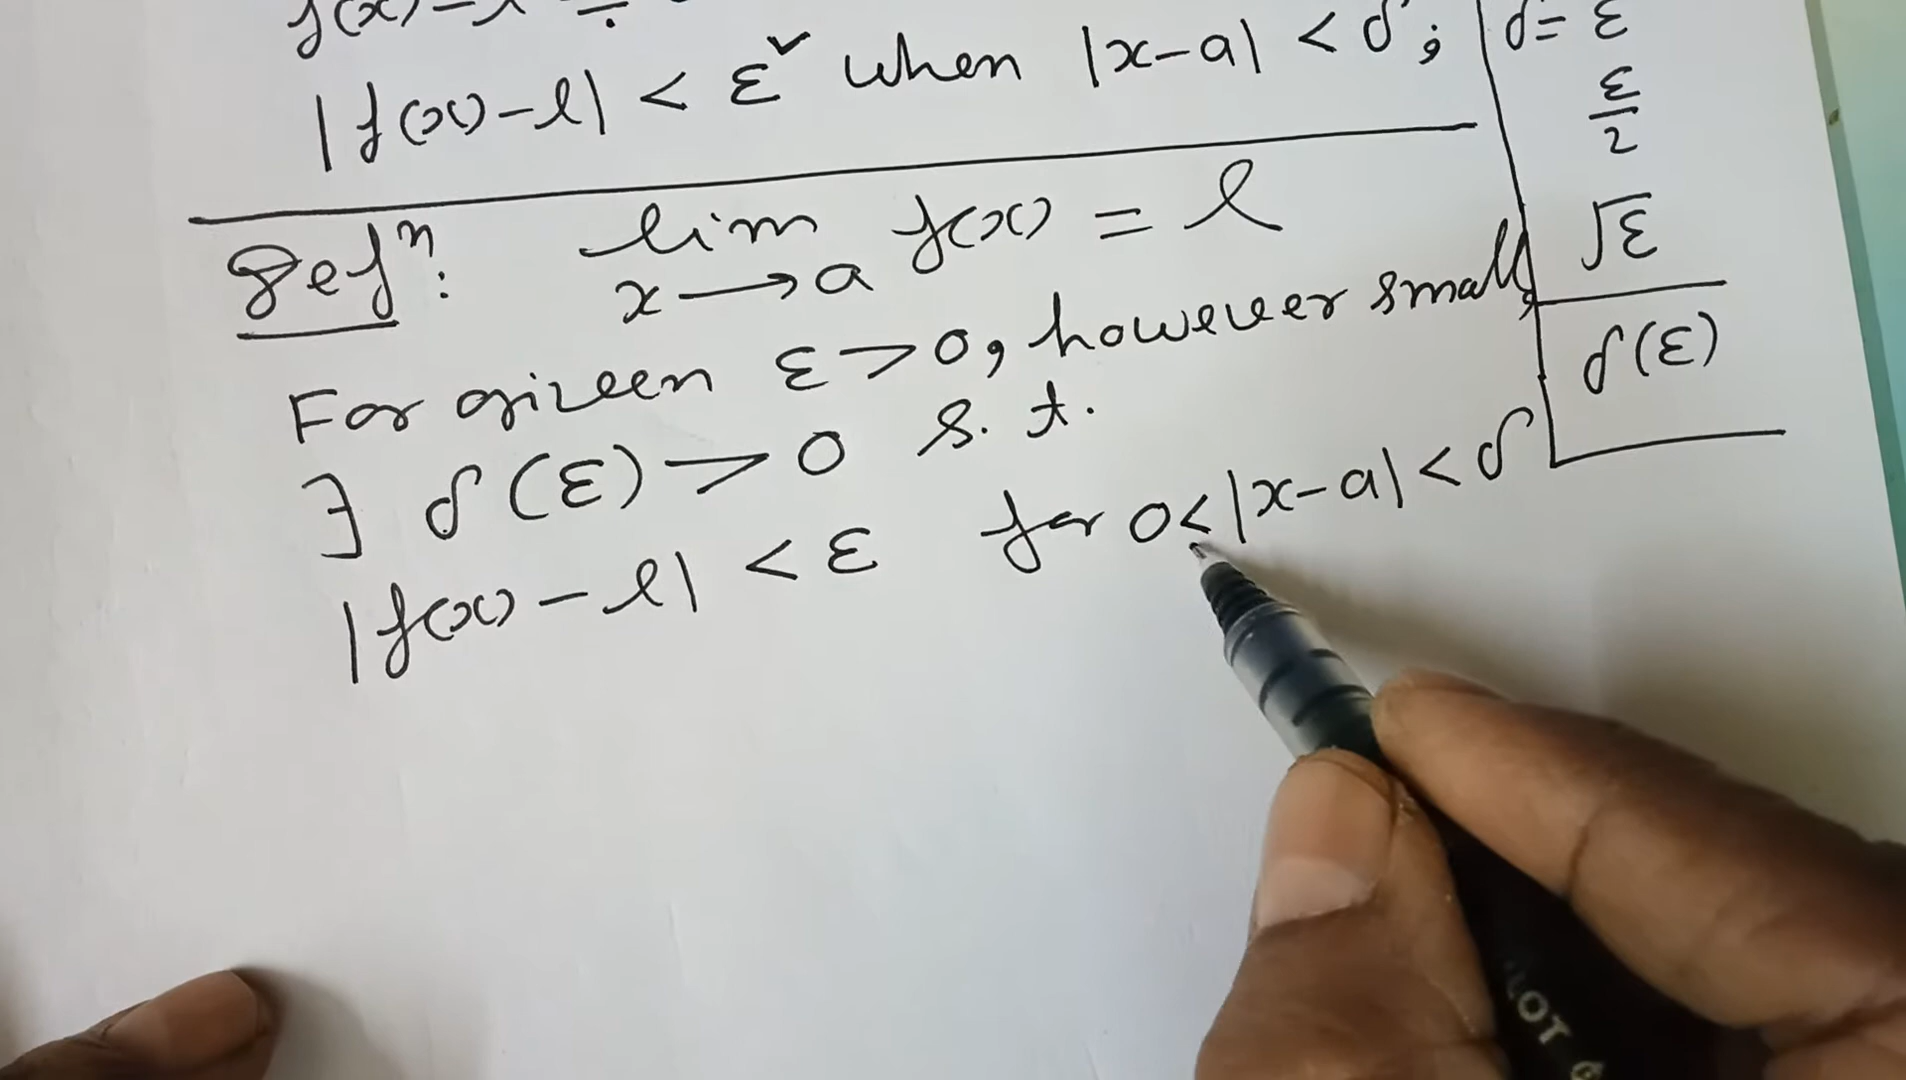 |f(x)-l| < ε when |x-a| < δ;
Defⁿ: lim f(x) = l
x→a
For given ε>0, however small,
∃ δ(ε)>0 s.t.
|f(x)-l| < ε for 0<|x-a|<δ
δ= ε
ε/2
√ε
δ(ε)